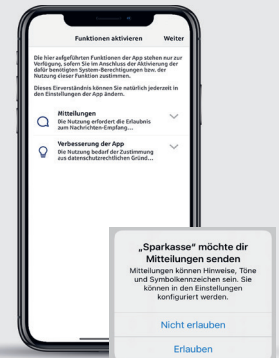 Funktionen aktivieren Weiter
Die hier aufgeführten Funktionen der App stehen nur zur
Verfügung, sofern Sie im Anschluss der Aktivierung der
dafür benötigten System-Berechtigungen bzw. der
Nutzung dieser Funktion zustimmen.
Dieses Einverständnis können Sie natürlich jederzeit in
den Einstellungen der App ändern.
Mitteilungen
Die Nutzung erfordert die Erlaubnis
zum Nachrichten-Empfang...
Verbesserung der App
Die Nutzung bedarf der Zustimmung
aus datenschutzrechtlichen Gründ...
„Sparkasse“ möchte dir
Mitteilungen senden
Mitteilungen können Hinweise, Töne
und Symbolkennzeichen sein. Sie
können in den Einstellungen
konfiguriert werden.
Nicht erlauben
Erlauben